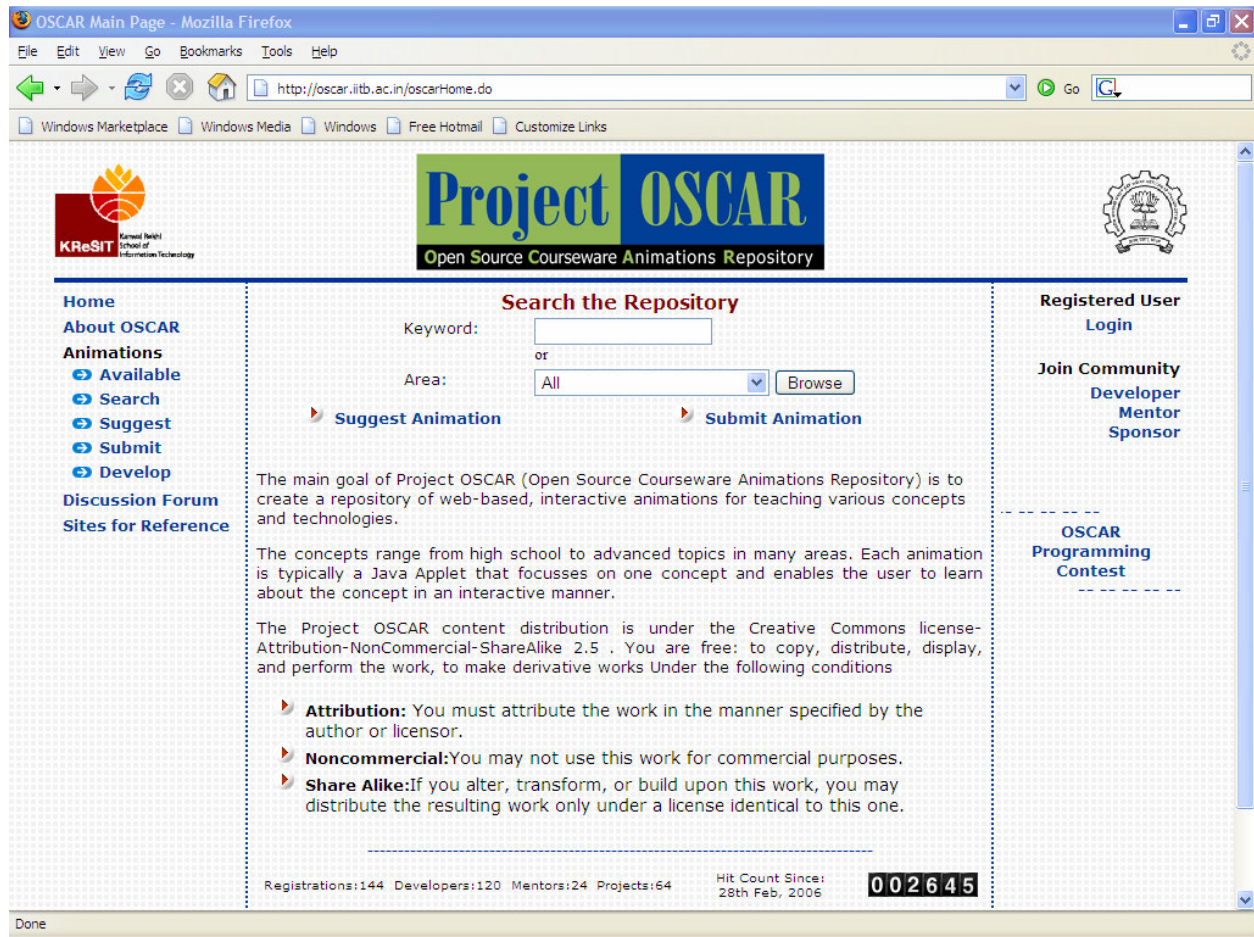 OSCAR Main Page - Mozilla Firefox
File Edit View Go Bookmarks Tools Help
http://oscar.iitb.ac.in/oscarHome.do
Go
G
Windows Marketplace Windows Media Windows Free Hotmail Customize Links
KReSIT
Kanwal Rekhi
School of
Information Technology
Project OSCAR
Open Source Courseware Animations Repository
Home
About OSCAR
Animations
Available
Search
Suggest
Submit
Develop
Discussion Forum
Sites for Reference
Search the Repository
Keyword:
or
Area: All Browse
Suggest Animation Submit Animation
The main goal of Project OSCAR (Open Source Courseware Animations Repository) is to
create a repository of web-based, interactive animations for teaching various concepts
and technologies.
The concepts range from high school to advanced topics in many areas. Each animation
is typically a Java Applet that focusses on one concept and enables the user to learn
about the concept in an interactive manner.
The Project OSCAR content distribution is under the Creative Commons license-
Attribution-NonCommercial-ShareAlike 2.5 . You are free: to copy, distribute, display,
and perform the work, to make derivative works Under the following conditions
Attribution: You must attribute the work in the manner specified by the
author or licensor.
Noncommercial:You may not use this work for commercial purposes.
Share Alike:If you alter, transform, or build upon this work, you may
distribute the resulting work only under a license identical to this one.
Registrations:144 Developers:120 Mentors:24 Projects:64
Hit Count Since:
28th Feb, 2006
002645
Registered User
Login
Join Community
Developer
Mentor
Sponsor
OSCAR
Programming
Contest
Done